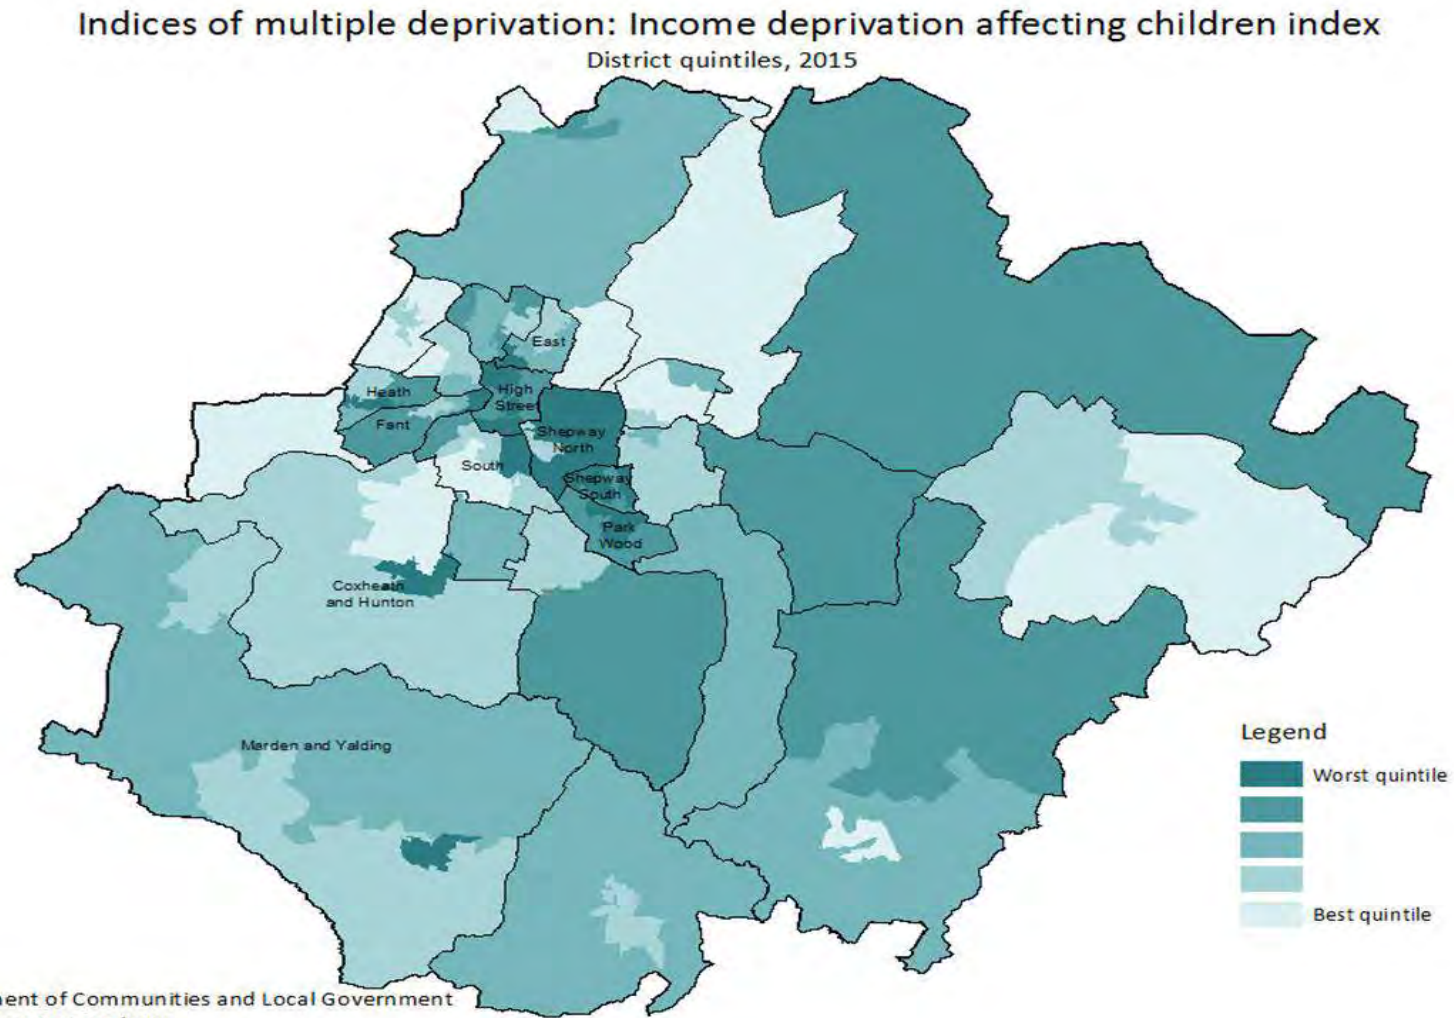 Indices of multiple deprivation: Income deprivation affecting children index
District quintiles, 2015
East
Heath
High
Street
Fant
Shepway
North
South
Shepway
South
Park
Wood
Coxheath
and Hunton
Marden and Yalding
Legend
Worst quintile
Best quintile
ent of Communities and Local Government